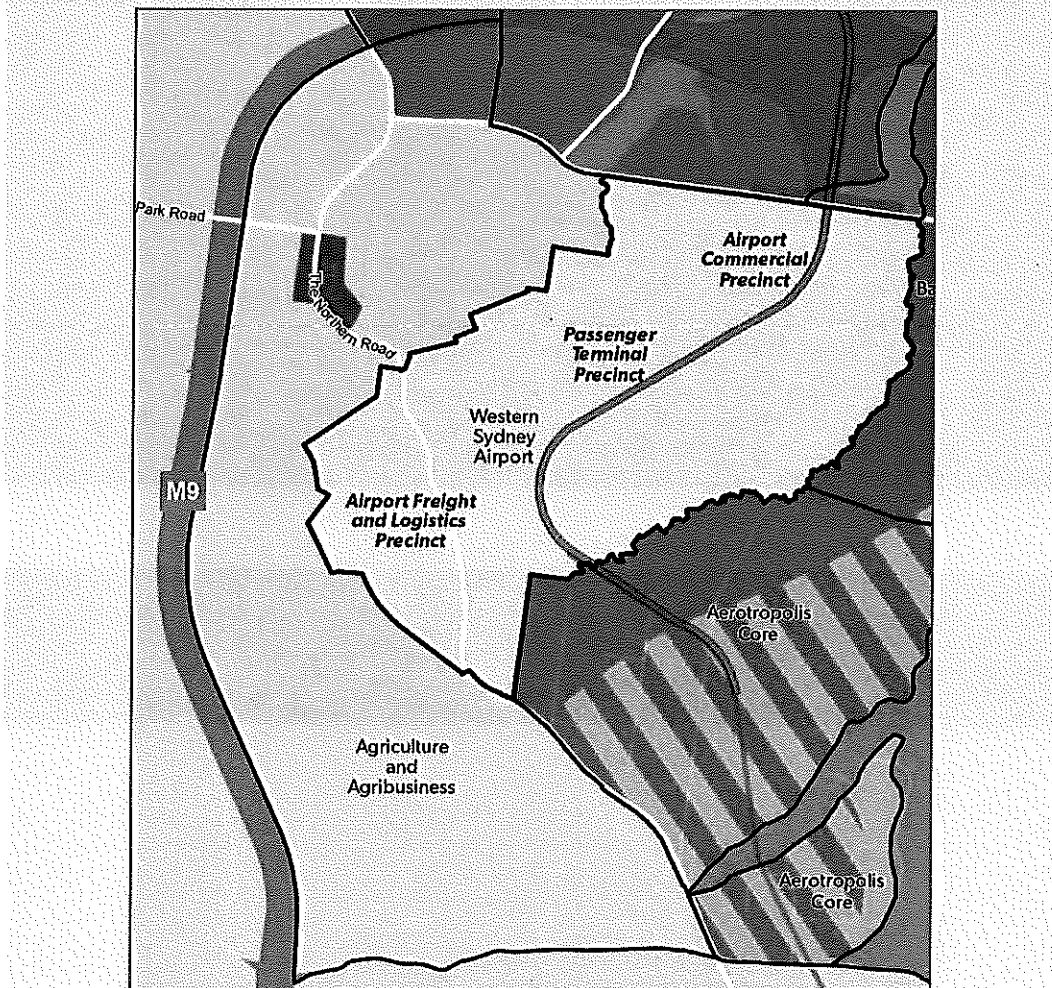 Park Road
The Northern Road
Airport
Commercial
Precinct
B.
Passenger
Terminal
Precinct
Western
Sydney
Airport
M9
Airport Freight
and Logistics
Precinct
Aerotropolis
Core
Agriculture
and
Agribusiness
Aerotropolis
Core